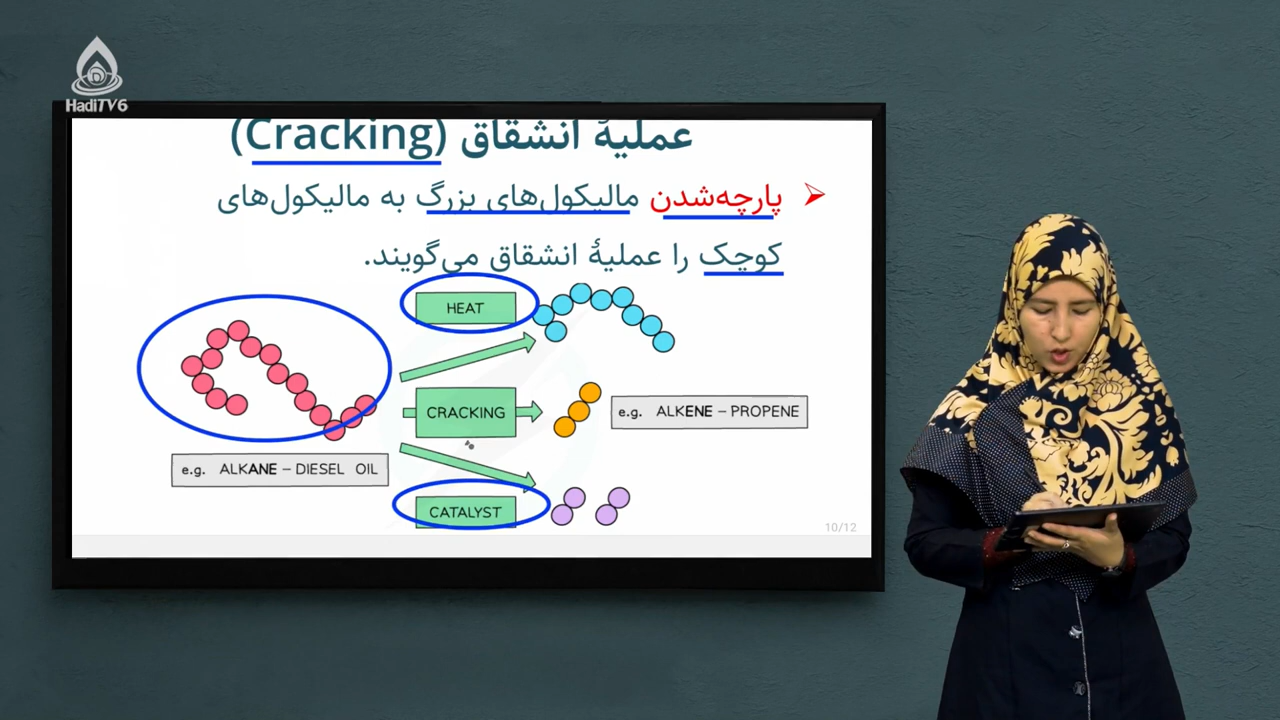 HadiTV6
عملیهٔ انشقاق (Cracking)
پارچه‌شدن مالیکول‌های بزرگ به مالیکول‌های
کوچک را عملیهٔ انشقاق می‌گویند.
HEAT
CRACKING
e.g. ALKENE – PROPENE
e.g. ALKANE – DIESEL OIL
CATALYST
10/12